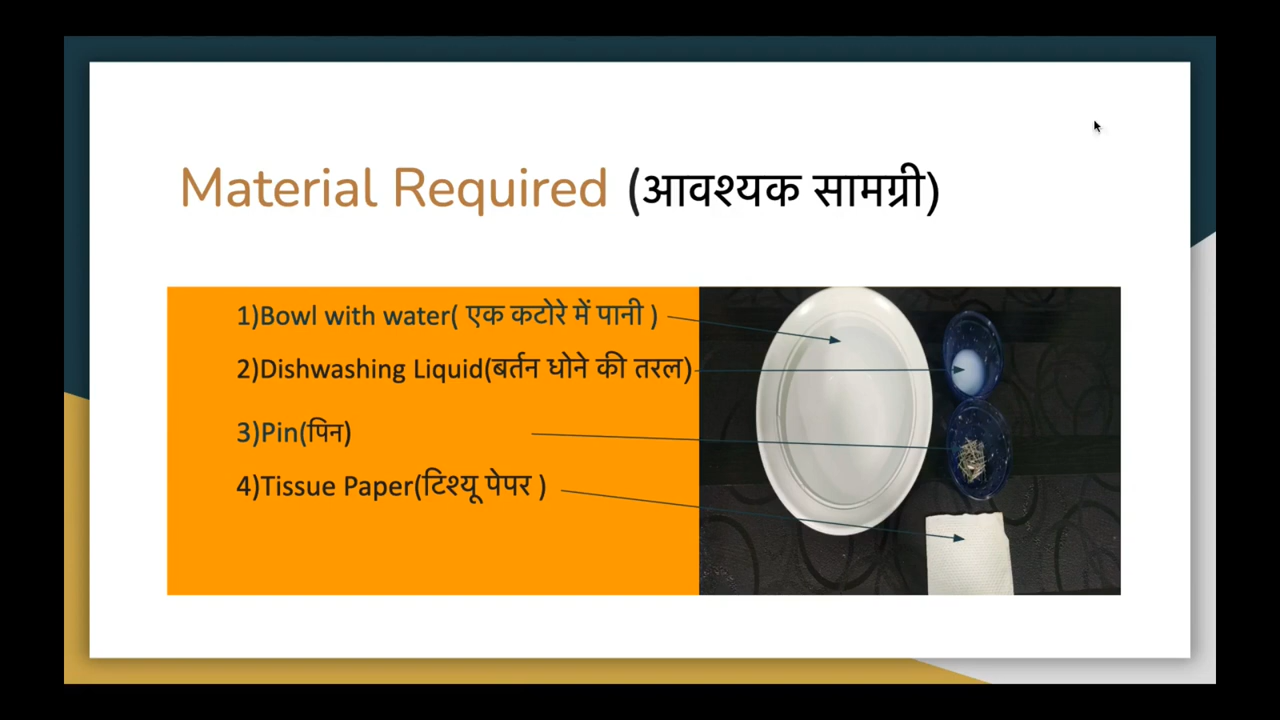 Material Required (आवश्यक सामग्री)
1)Bowl with water( एक कटोरे में पानी )
2)Dishwashing Liquid(बर्तन धोने की तरल)
3)Pin(पिन)
4)Tissue Paper(टिश्यू पेपर )